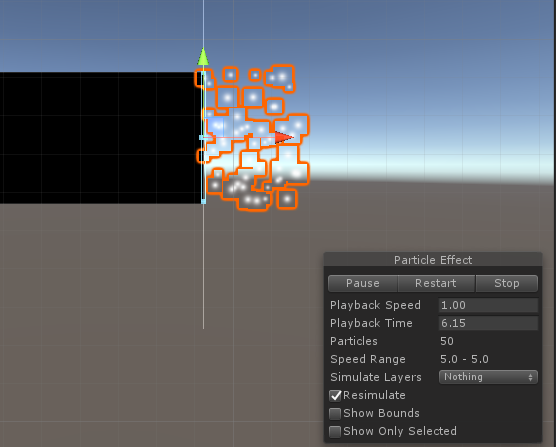 Particle Effect
Pause Restart Stop
Playback Speed 1.00
Playback Time 6.15
Particles 50
Speed Range 5.0 - 5.0
Simulate Layers Nothing
Resimulate
Show Bounds
Show Only Selected